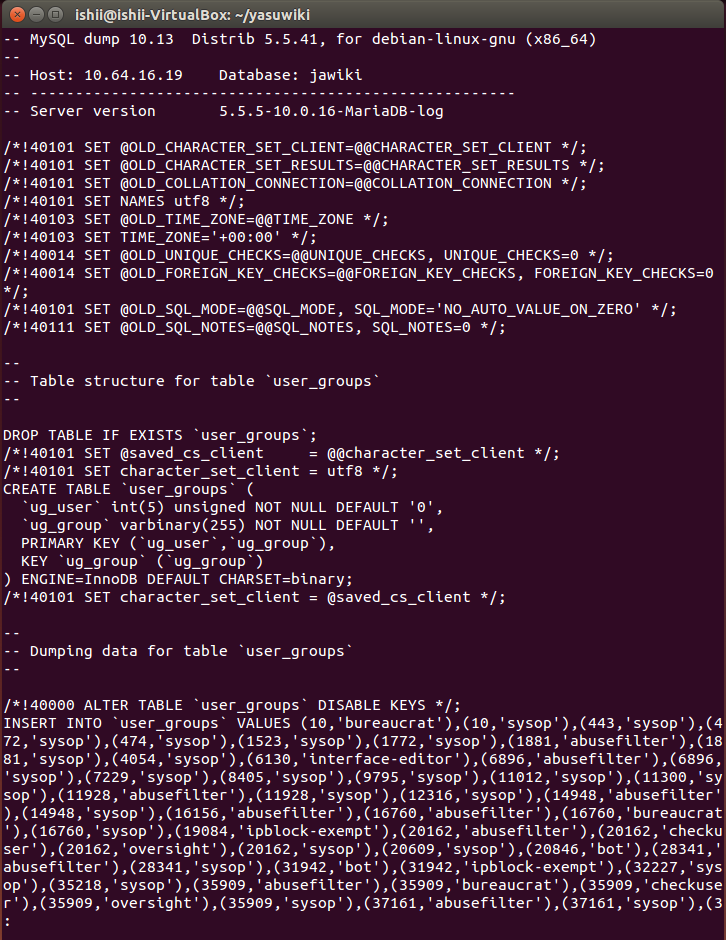 ishii@ishii-VirtualBox: ~/yasuwiki
-- MySQL dump 10.13  Distrib 5.5.41, for debian-linux-gnu (x86_64)
--
-- Host: 10.64.16.19    Database: jawiki
-- ------------------------------------------------------
-- Server version       5.5.5-10.0.16-MariaDB-log

/*!40101 SET @OLD_CHARACTER_SET_CLIENT=@@CHARACTER_SET_CLIENT */;
/*!40101 SET @OLD_CHARACTER_SET_RESULTS=@@CHARACTER_SET_RESULTS */;
/*!40101 SET @OLD_COLLATION_CONNECTION=@@COLLATION_CONNECTION */;
/*!40101 SET NAMES utf8 */;
/*!40103 SET @OLD_TIME_ZONE=@@TIME_ZONE */;
/*!40103 SET TIME_ZONE='+00:00' */;
/*!40014 SET @OLD_UNIQUE_CHECKS=@@UNIQUE_CHECKS, UNIQUE_CHECKS=0 */;
/*!40014 SET @OLD_FOREIGN_KEY_CHECKS=@@FOREIGN_KEY_CHECKS, FOREIGN_KEY_CHECKS=0
*/;
/*!40101 SET @OLD_SQL_MODE=@@SQL_MODE, SQL_MODE='NO_AUTO_VALUE_ON_ZERO' */;
/*!40111 SET @OLD_SQL_NOTES=@@SQL_NOTES, SQL_NOTES=0 */;

--
-- Table structure for table `user_groups`
--

DROP TABLE IF EXISTS `user_groups`;
/*!40101 SET @saved_cs_client     = @@character_set_client */;
/*!40101 SET character_set_client = utf8 */;
CREATE TABLE `user_groups` (
  `ug_user` int(5) unsigned NOT NULL DEFAULT '0',
  `ug_group` varbinary(255) NOT NULL DEFAULT '',
  PRIMARY KEY (`ug_user`,`ug_group`),
  KEY `ug_group` (`ug_group`)
) ENGINE=InnoDB DEFAULT CHARSET=binary;
/*!40101 SET character_set_client = @saved_cs_client */;

--
-- Dumping data for table `user_groups`
--

/*!40000 ALTER TABLE `user_groups` DISABLE KEYS */;
INSERT INTO `user_groups` VALUES (10,'bureaucrat'),(10,'sysop'),(443,'sysop'),(4
72,'sysop'),(474,'sysop'),(1523,'sysop'),(1772,'sysop'),(1881,'abusefilter'),(18
81,'sysop'),(4054,'sysop'),(6130,'interface-editor'),(6896,'abusefilter'),(6896,
'sysop'),(7229,'sysop'),(8405,'sysop'),(9795,'sysop'),(11012,'sysop'),(11300,'sy
sop'),(11928,'abusefilter'),(11928,'sysop'),(12316,'sysop'),(14948,'abusefilter'
),(14948,'sysop'),(16156,'abusefilter'),(16760,'abusefilter'),(16760,'bureaucrat
'),(16760,'sysop'),(19084,'ipblock-exempt'),(20162,'abusefilter'),(20162,'checku
ser'),(20162,'oversight'),(20162,'sysop'),(20609,'sysop'),(20846,'bot'),(28341,'
abusefilter'),(28341,'sysop'),(31942,'bot'),(31942,'ipblock-exempt'),(32227,'sys
op'),(35218,'sysop'),(35909,'abusefilter'),(35909,'bureaucrat'),(35909,'checkuse
r'),(35909,'oversight'),(35909,'sysop'),(37161,'abusefilter'),(37161,'sysop'),(3
: